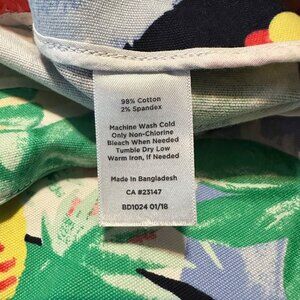 98% Cotton
2% Spandex
Machine Wash Cold
Only Non-Chlorine
Bleach When Needed
Tumble Dry Low
Warm Iron, If Needed
Made In Bangladesh
CA #23147
BD1024 01/18